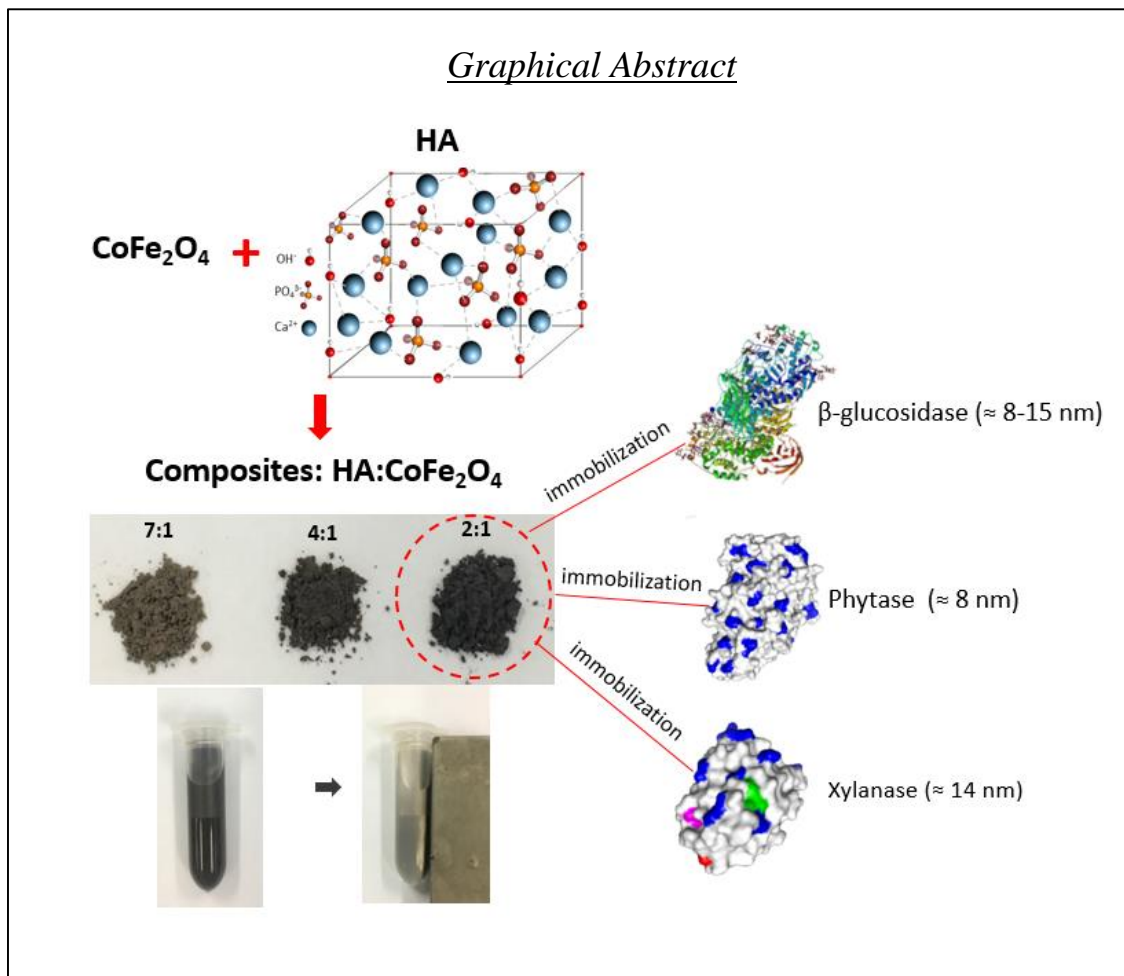 Graphical Abstract
HA
CoFe₂O₄ +
OH⁻
PO₄³⁻
Ca²⁺
Composites: HA:CoFe₂O₄
7:1 4:1 2:1
immobilization
β-glucosidase (≈ 8-15 nm)
immobilization
Phytase (≈ 8 nm)
immobilization
Xylanase (≈ 14 nm)